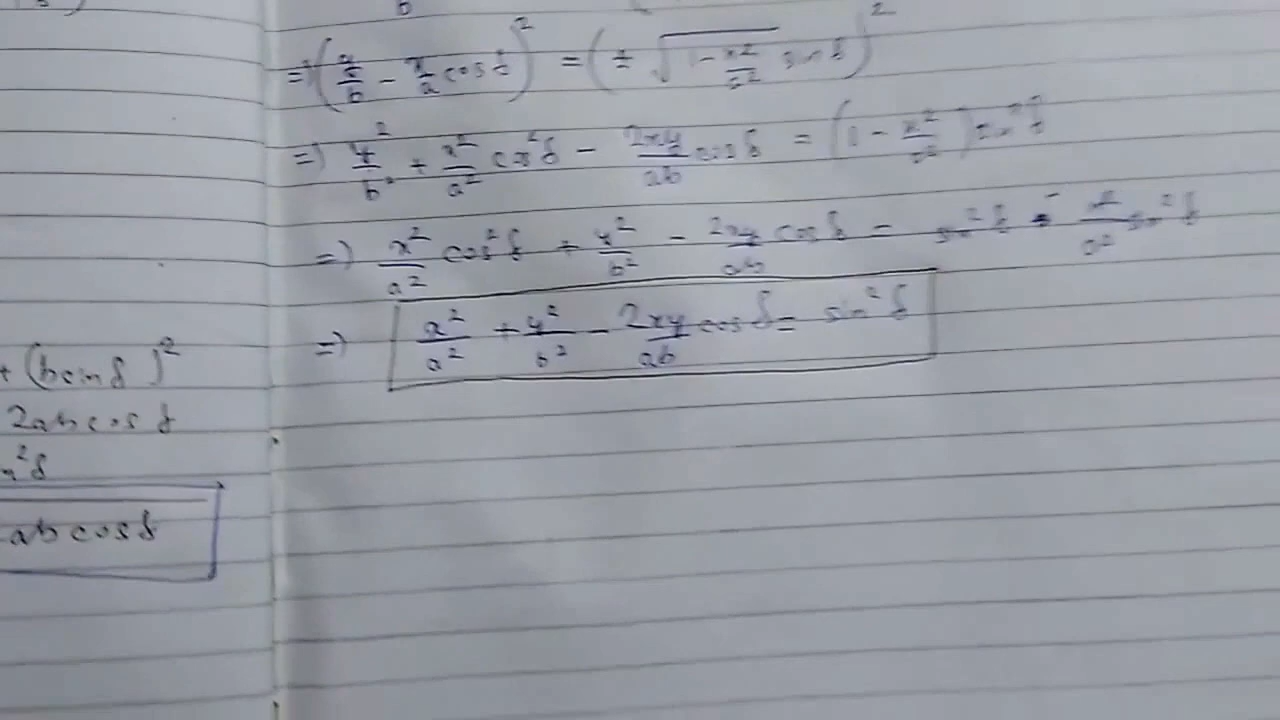 + (b sin δ)²
2ab cos δ
n²δ
ab cos δ
b
=> (y/b - x/a cos δ)² = (± √(1 - x²/a²) sin δ)²
=> y²/b² + x²/a² cos²δ - 2xy/ab cos δ = (1 - x²/a²) sin²δ
=> x²/a² cos²δ + y²/b² - 2xy/ab cos δ = sin²δ - x²/a² sin²δ
=> x²/a² + y²/b² - 2xy/ab cos δ = sin²δ